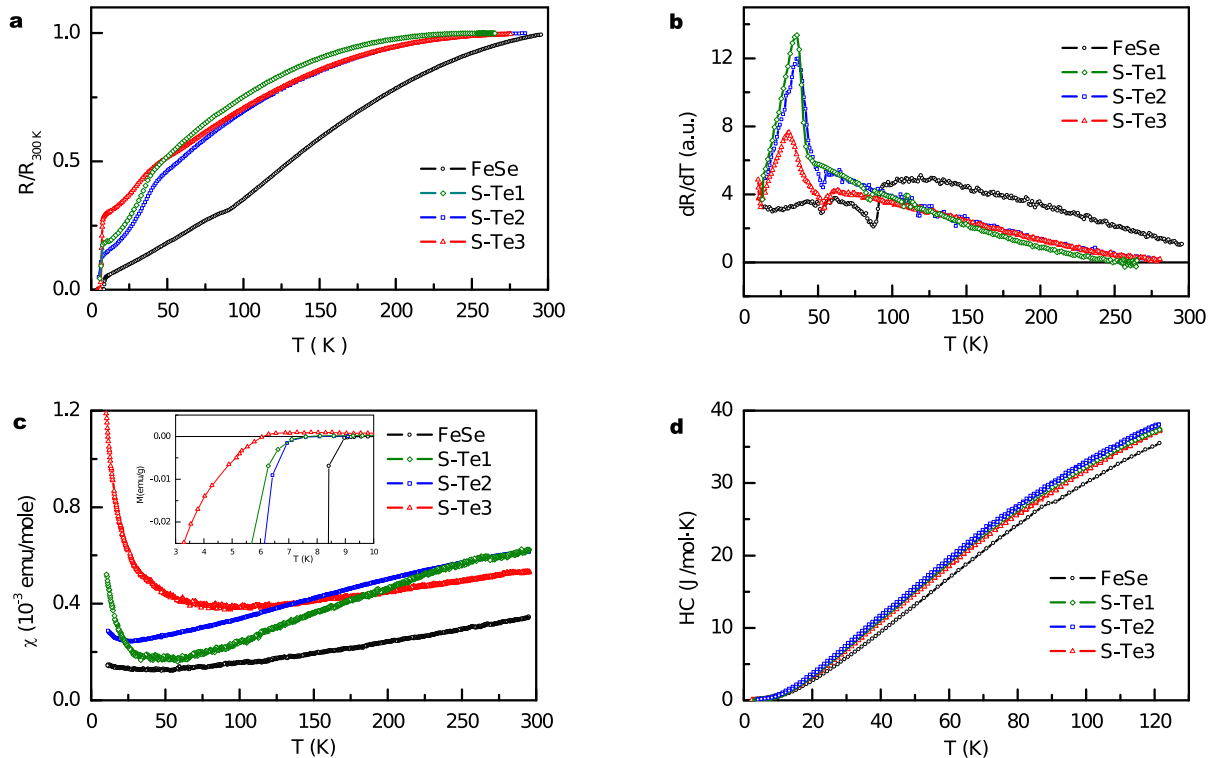 a
R/R300 K
1.0
0.5
0.0
0 50 100 150 200 250 300
T ( K )
FeSe
S-Te1
S-Te2
S-Te3
b
dR/dT (a.u.)
12
8
4
0
0 50 100 150 200 250 300
T (K)
FeSe
S-Te1
S-Te2
S-Te3
c
χ (10⁻³ emu/mole)
1.2
0.8
0.4
0.0
0 50 100 150 200 250 300
T (K)
M(emu/g)
0.00
-0.01
-0.02
3 4 5 6 7 8 9 10
T (K)
FeSe
S-Te1
S-Te2
S-Te3
d
HC (J/mol·K)
40
30
20
10
0
0 20 40 60 80 100 120
T (K)
FeSe
S-Te1
S-Te2
S-Te3